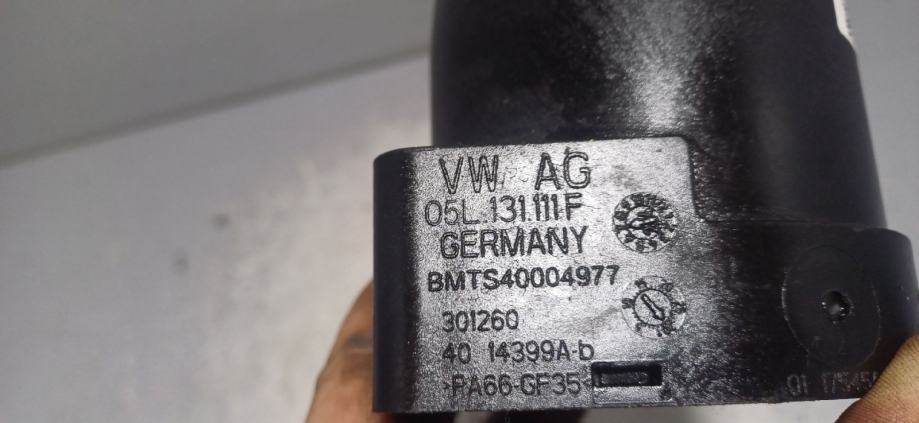 VW AG
05L.131.111.F
GERMANY
BMTS40004977
301260
40 14399A-b
>PA66-GF35<